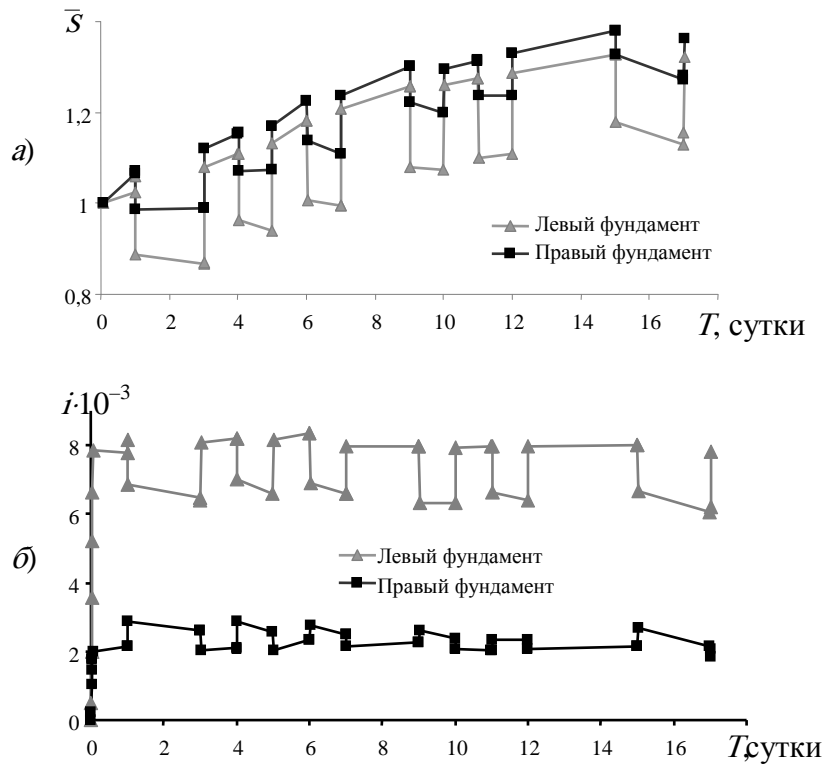 s̅
1,2
а)
1
Левый фундамент
Правый фундамент
0,8
0 2 4 6 8 10 12 14 16 T, сутки
i·10⁻³
8
6
б)
Левый фундамент
4
Правый фундамент
2
0
0 2 4 6 8 10 12 14 16 T,сутки